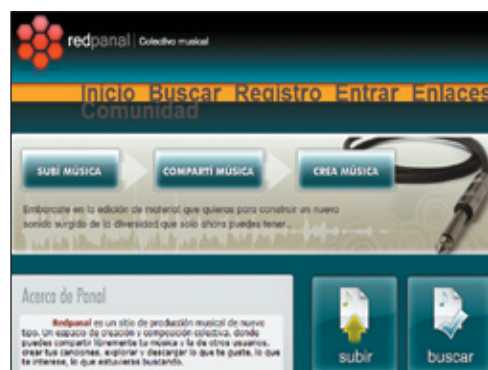 redpanal | Colectivo musical
Inicio Buscar Registro Entrar Enlaces
Comunidad
SUBÍ MÚSICA COMPARTÍ MÚSICA CREA MÚSICA
Embarcate en la edición de material que quieras para construir un nuevo
sonido surgido de la diversidad que solo ahora puedes tener...
Acerca de Panal
Redpanal es un sitio de producción musical de nuevo
tipo. Un espacio de creación y composición colectiva, donde
puedes compartir libremente tu música y la de otros usuarios,
crear tus canciones, explorar y descargar lo que te guste, lo que
te interese, lo que estuvieras buscando.
subir buscar